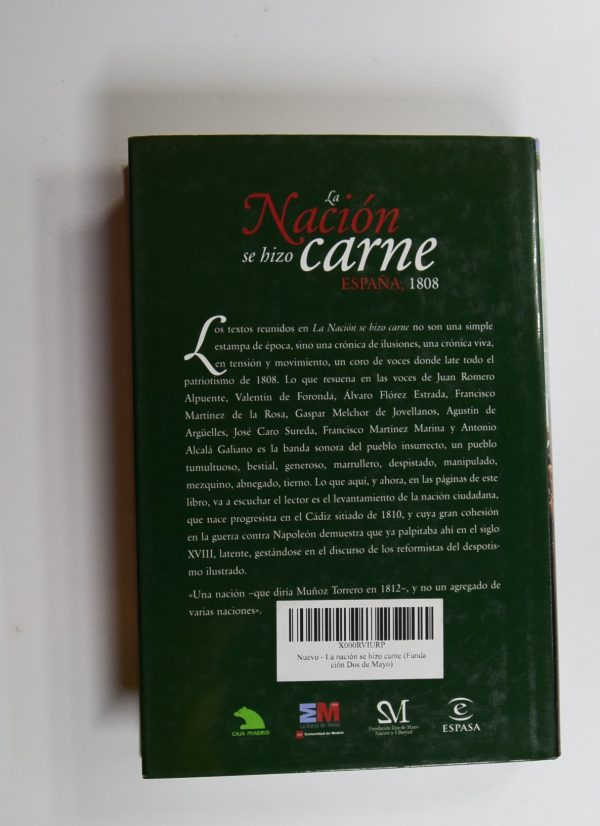 La
Nación
se hizo carne
ESPAÑA, 1808
Los textos reunidos en La Nación se hizo carne no son una simple
estampa de época, sino una crónica de ilusiones, una crónica viva,
en tensión y movimiento, un coro de voces donde late todo el
patriotismo de 1808. Lo que resuena en las voces de Juan Romero
Alpuente, Valentín de Foronda, Álvaro Flórez Estrada, Francisco
Martínez de la Rosa, Gaspar Melchor de Jovellanos, Agustín de
Argüelles, José Caro Sureda, Francisco Martínez Marina y Antonio
Alcalá Galiano es la banda sonora del pueblo insurrecto, un pueblo
tumultuoso, bestial, generoso, marrullero, despistado, manipulado,
mezquino, abnegado, tierno. Lo que aquí, y ahora, en las páginas de este
libro, va a escuchar el lector es el levantamiento de la nación ciudadana,
que nace progresista en el Cádiz sitiado de 1810, y cuya gran cohesión
en la guerra contra Napoleón demuestra que ya palpitaba ahí en el siglo
XVIII, latente, gestándose en el discurso de los reformistas del despotis-
mo ilustrado.
«Una nación –que diría Muñoz Torrero en 1812–, y no un agregado de
varias naciones».
X000RVIURP
Nuevo - La nación se hizo carne (Funda
ción Dos de Mayo)
CAJA MADRID
EM
La Suma de Todos
Comunidad de Madrid
2M
Fundación Dos de Mayo
Nación y Libertad
e
ESPASA